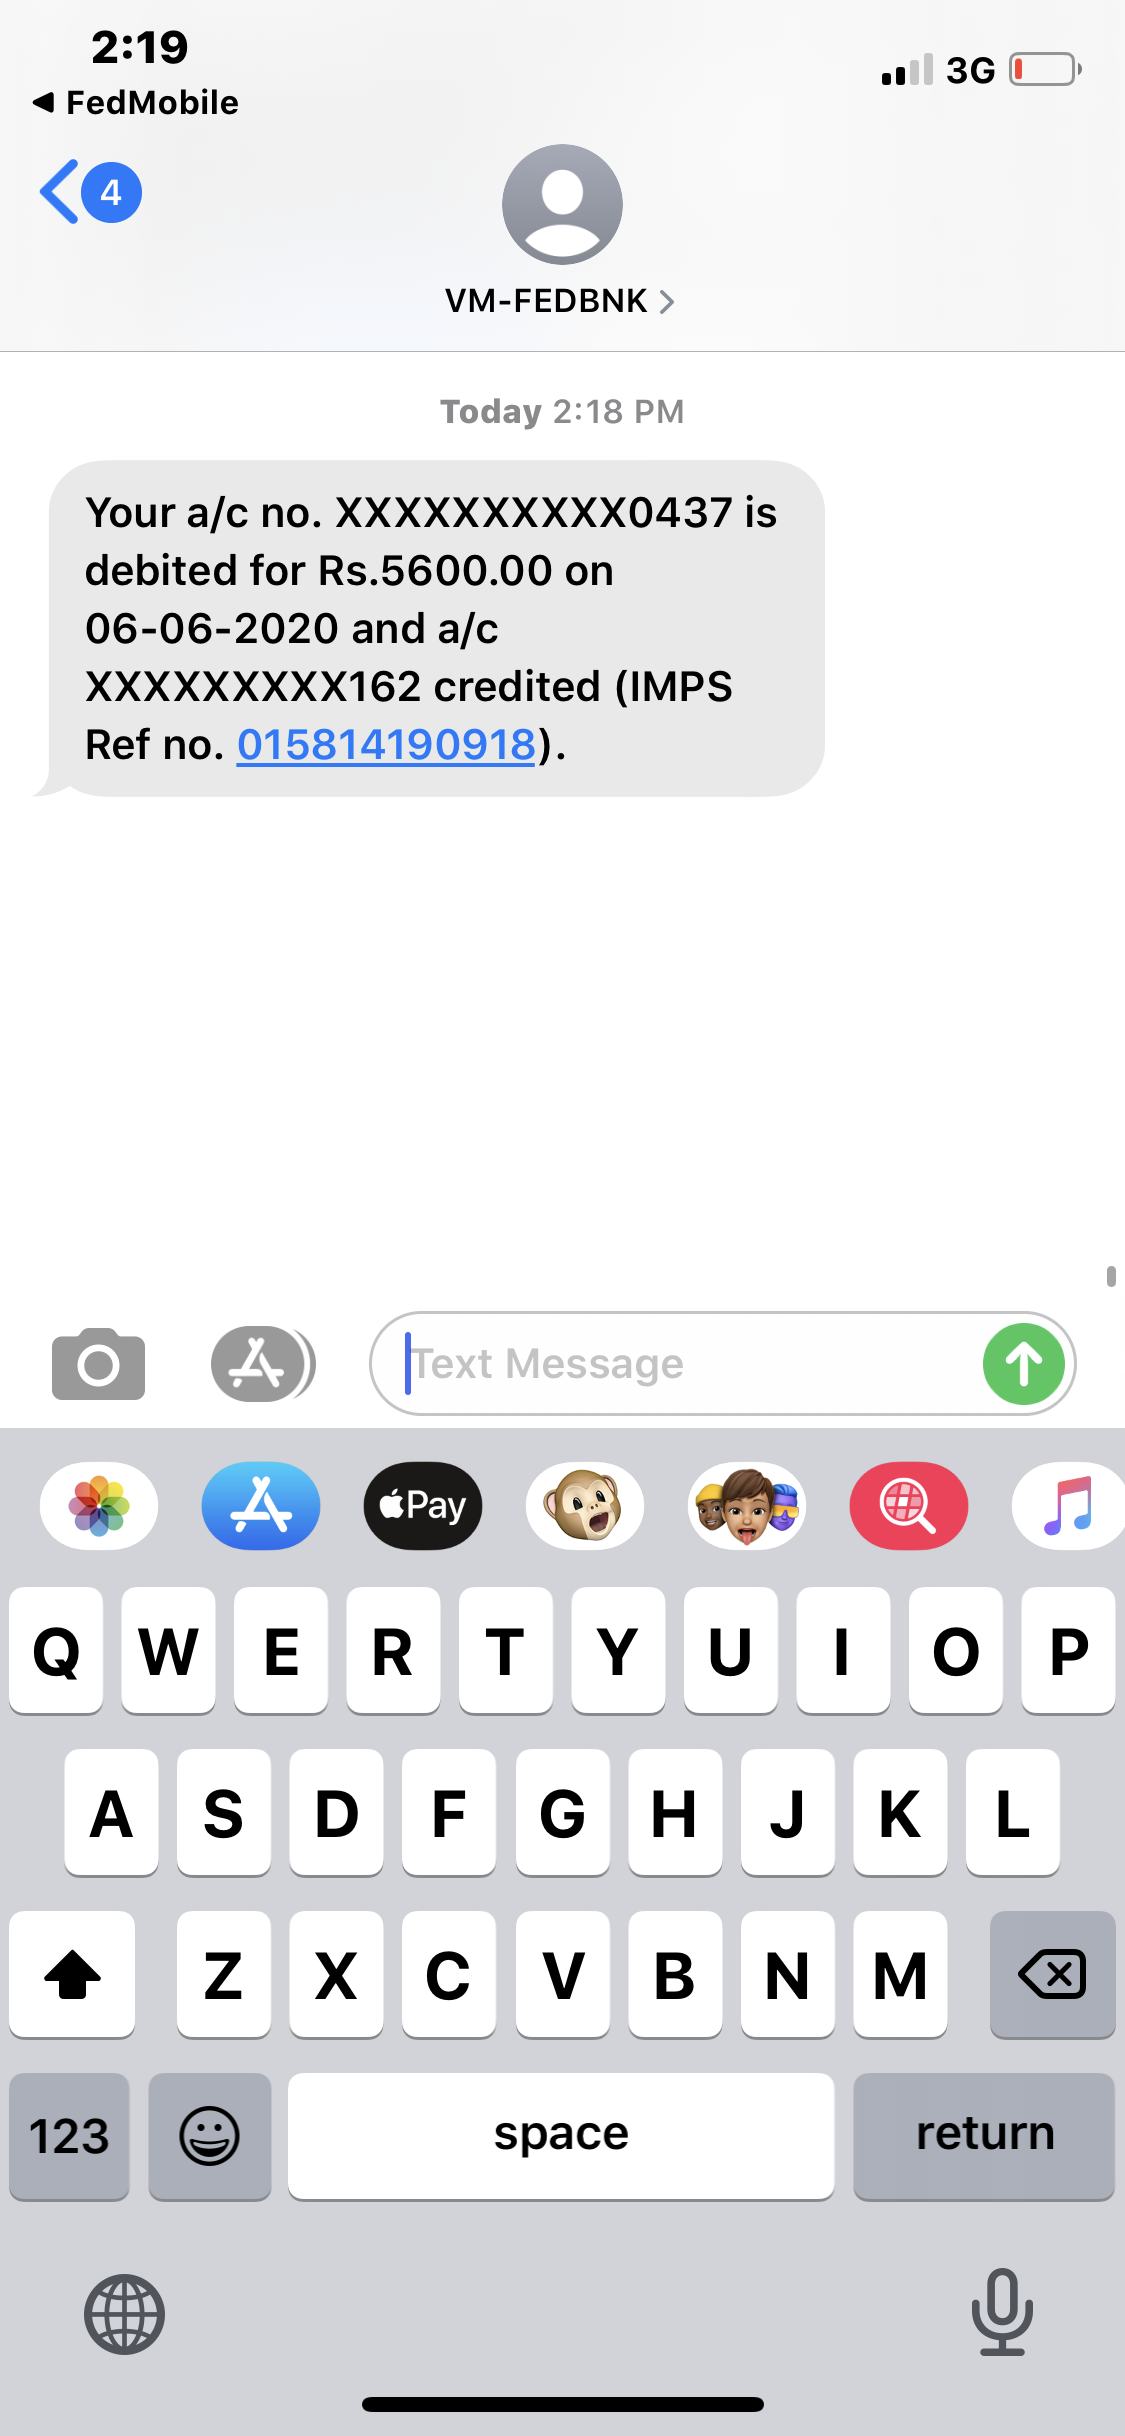 2:19
3G
FedMobile
4
VM-FEDBNK
Today 2:18 PM
Your a/c no. XXXXXXXXXX0437 is
debited for Rs.5600.00 on
06-06-2020 and a/c
XXXXXXXXX162 credited (IMPS
Ref no. 015814190918).
Text Message
Pay
Q W E R T Y U I O P
A S D F G H J K L
Z X C V B N M
123 space return